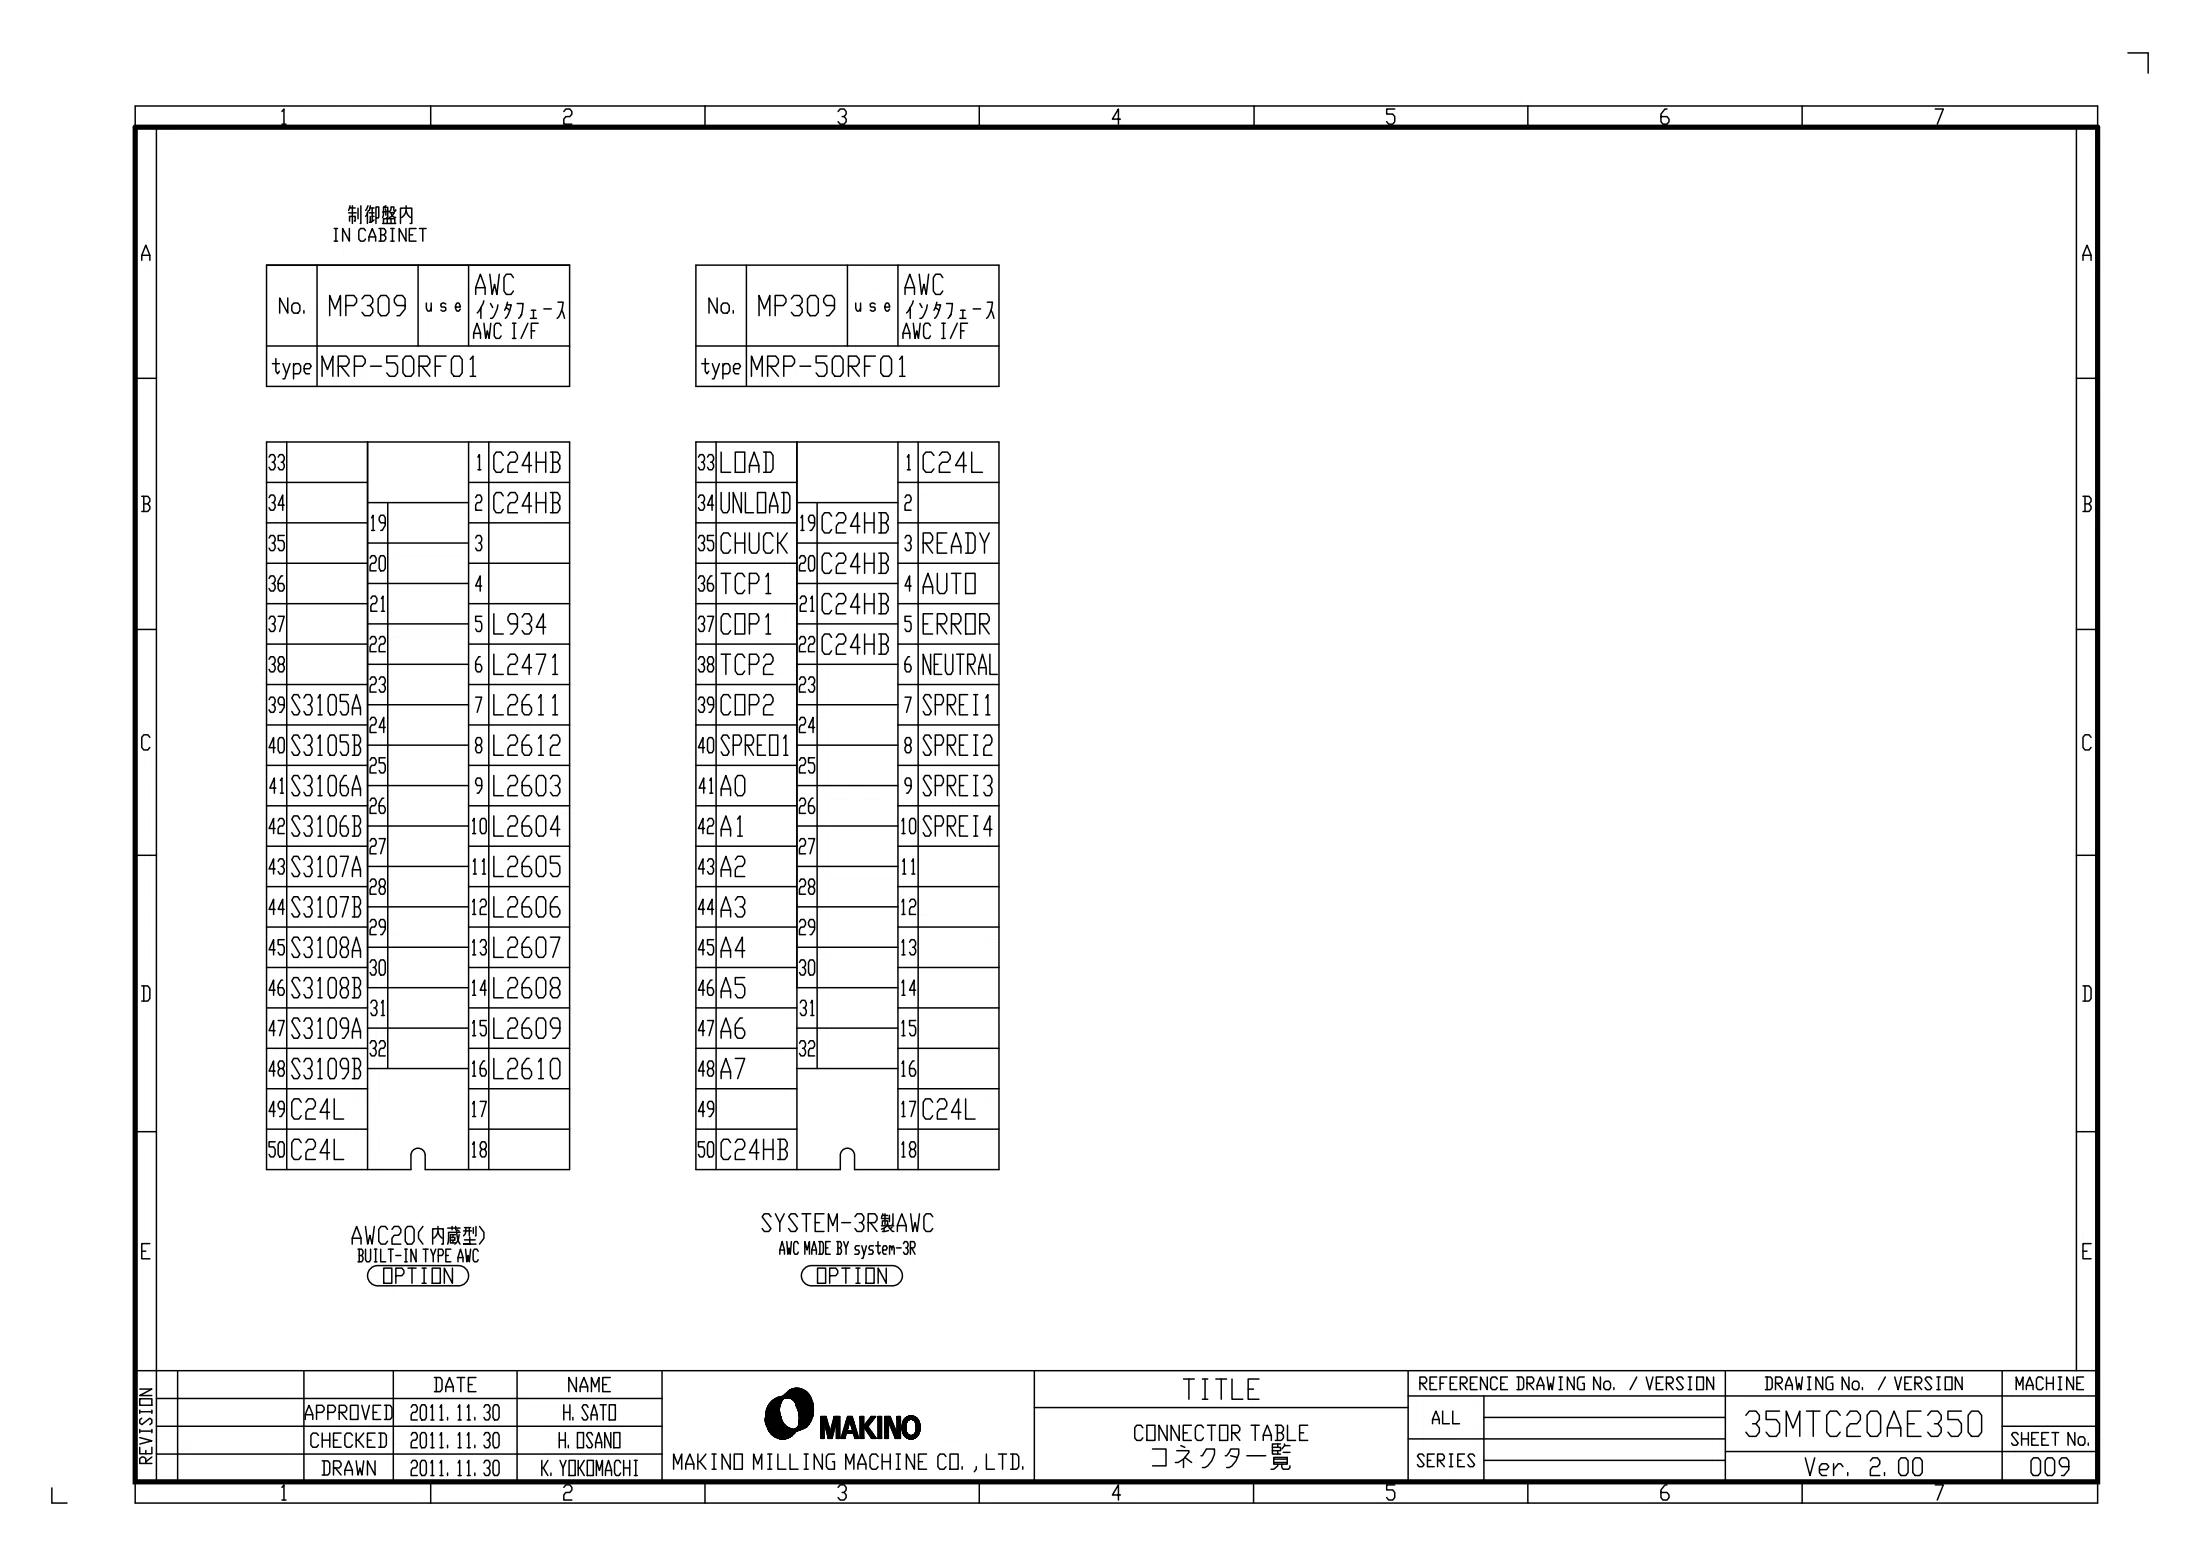 1 2 3 4 5 6 7
A A
B B
C C
D D
E E
制御盤内
IN CABINET
No. MP309 use AWC
インタフェース
AWC I/F
type MRP-50RF01
33 1 C24HB
34 2 C24HB
19
35 3
20
36 4
21
37 5 L934
22
38 6 L2471
23
39 S3105A 7 L2611
24
40 S3105B 8 L2612
25
41 S3106A 9 L2603
26
42 S3106B 10 L2604
27
43 S3107A 11 L2605
28
44 S3107B 12 L2606
29
45 S3108A 13 L2607
30
46 S3108B 14 L2608
31
47 S3109A 15 L2609
32
48 S3109B 16 L2610
49 C24L 17
50 C24L 18
AWC20(内蔵型)
BUILT-IN TYPE AWC
OPTION
No. MP309 use AWC
インタフェース
AWC I/F
type MRP-50RF01
33 LOAD 1 C24L
34 UNLOAD 2
19 C24HB
35 CHUCK 3 READY
20 C24HB
36 TCP1 4 AUTO
21 C24HB
37 COP1 5 ERROR
22 C24HB
38 TCP2 6 NEUTRAL
23
39 COP2 7 SPREI1
24
40 SPREO1 8 SPREI2
25
41 A0 9 SPREI3
26
42 A1 10 SPREI4
27
43 A2 11
28
44 A3 12
29
45 A4 13
30
46 A5 14
31
47 A6 15
32
48 A7 16
49 17 C24L
50 C24HB 18
SYSTEM-3R製AWC
AWC MADE BY system-3R
OPTION
REVISION
DATE NAME
APPROVED 2011.11.30 H.SATO
CHECKED 2011.11.30 H.OSANO
DRAWN 2011.11.30 K.YOKOMACHI
MAKINO
MAKINO MILLING MACHINE CO.,LTD.
TITLE
CONNECTOR TABLE
コネクタ一覧
REFERENCE DRAWING No. / VERSION
ALL
SERIES
DRAWING No. / VERSION
35MTC20AE350
Ver. 2.00
MACHINE
SHEET No.
009
1 2 3 4 5 6 7